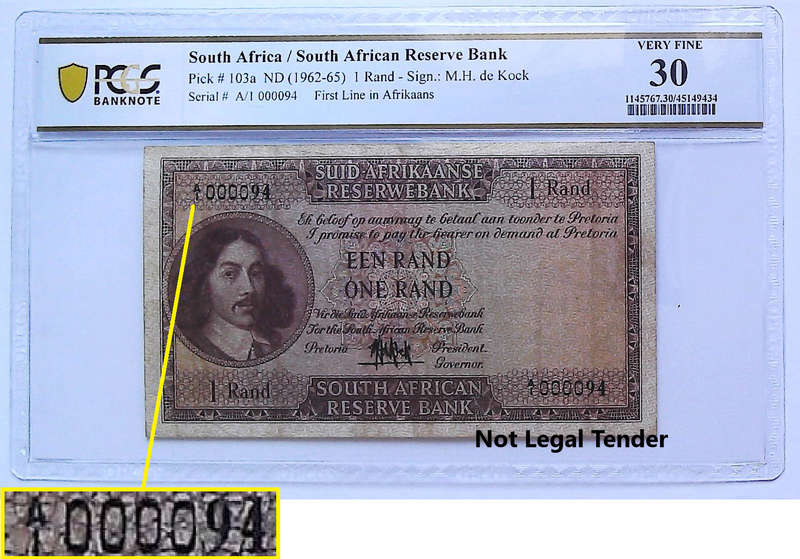 PCGS
BANKNOTE
South Africa / South African Reserve Bank
Pick # 103a ND (1962-65) 1 Rand - Sign.: M.H. de Kock
Serial # A/1 000094 First Line in Afrikaans
VERY FINE
30
1145767.30/45149434
SUID-AFRIKAANSE
RESERWEBANK
A/1 000094
1 Rand
Ek beloof op aanvraag te betaal aan toonder te Pretoria
I promise to pay the bearer on demand at Pretoria
EEN RAND
ONE RAND
Vir die Suid-Afrikaanse Reserwebank
For the South African Reserve Bank
Pretoria
President.
Governor.
1 Rand
SOUTH AFRICAN
RESERVE BANK
A/1 000094
Not Legal Tender
A/1 000094